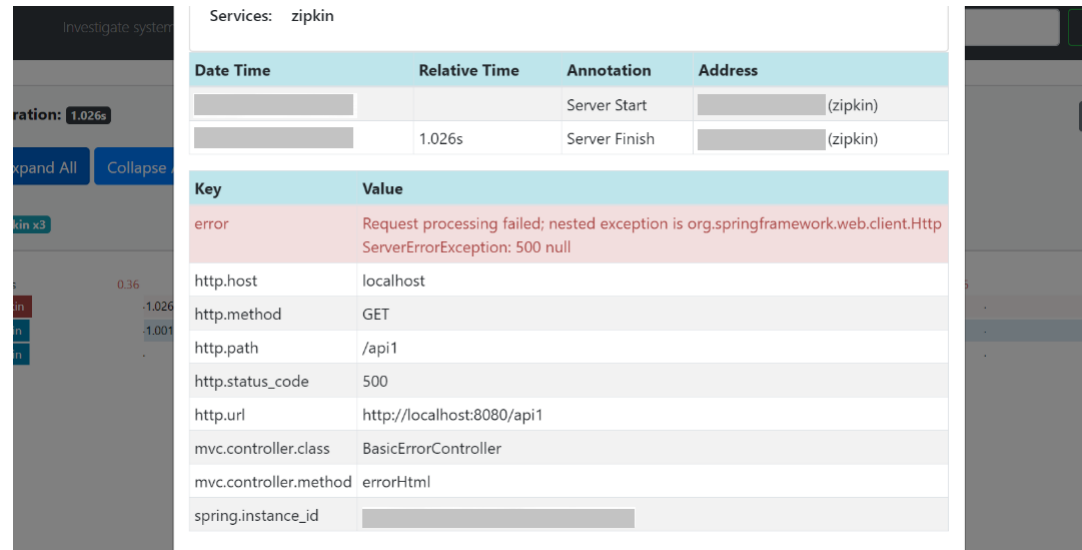 Services: zipkin
Investigate system
Date Time Relative Time Annotation Address
Server Start (zipkin)
ration: 1.026s
1.026s Server Finish (zipkin)
xpand All Collapse
Key Value
kin x3
error Request processing failed; nested exception is org.springframework.web.client.Http
ServerErrorException: 500 null
http.host localhost
0.36
in 1.026
http.method GET
in 1.001
http.path /api1
in
http.status_code 500
http.url http://localhost:8080/api1
mvc.controller.class BasicErrorController
mvc.controller.method errorHtml
spring.instance_id